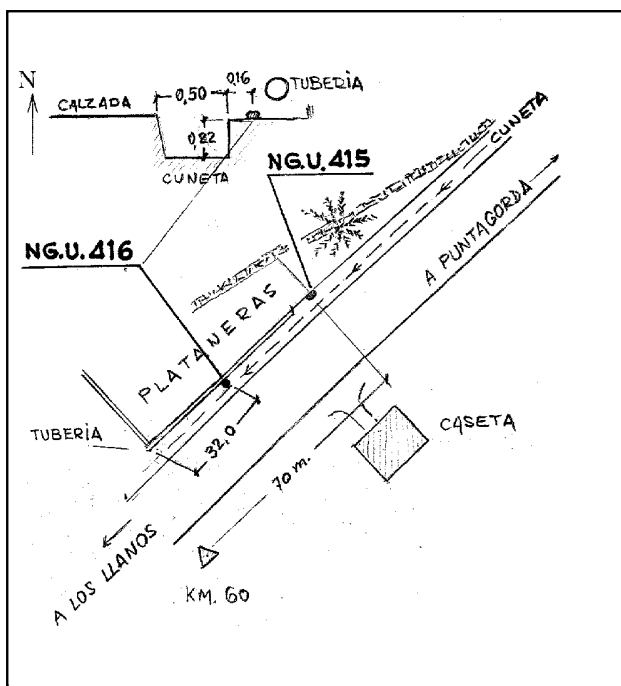 N
0,16
TUBERIA
0,50
CALZADA
0,82
CUNETA
CUNETA
NG.U.415
NG.U.416
A PUNTAGORDA
PLATANERAS
TUBERIA
CASETA
32,0
70 m.
A LOS LLANOS
KM. 60